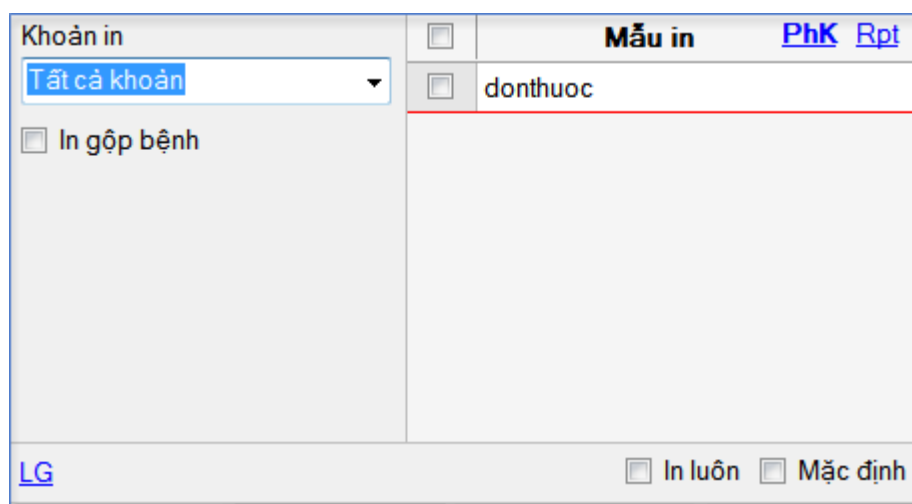 Khoản in
Tất cả khoản
In gộp bệnh
Mẫu in PhK Rpt
donthuoc
LG
In luôn Mặc định